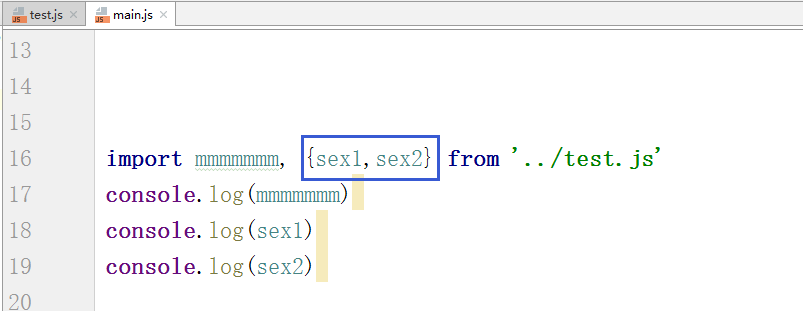 test.js main.js
13
14
15
16 import mmmmmmm, {sex1,sex2} from '../test.js'
17 console.log(mmmmmmm)
18 console.log(sex1)
19 console.log(sex2)
20